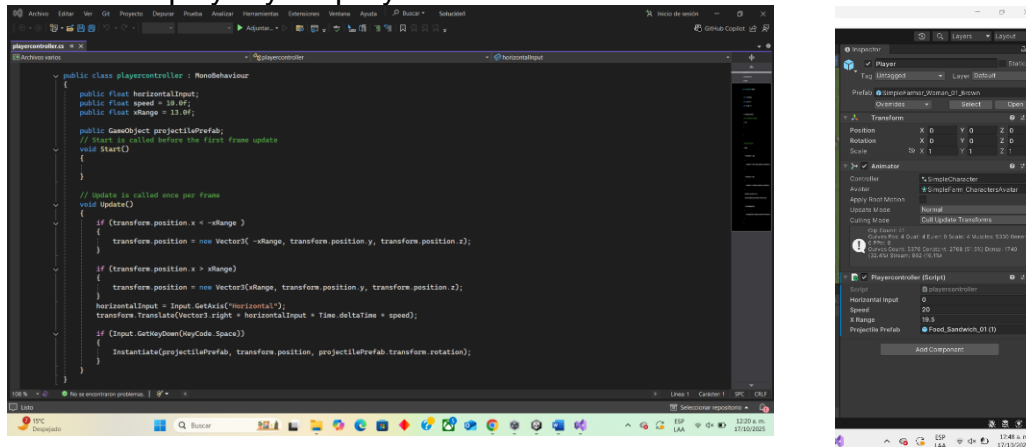 Archivo Editar Ver Git Proyecto Depurar Prueba Analizar Herramientas Extensiones Ventana Ayuda Buscar Solución1 Inicio de sesión
Adjuntar... GitHub Copilot
playercontroller.cs
Archivos varios playercontroller horizontalInput
public class playercontroller : MonoBehaviour
{
public float horizontalInput;
public float speed = 10.0f;
public float xRange = 13.0f;
public GameObject projectilePrefab;
// Start is called before the first frame update
void Start()
{
}
// Update is called once per frame
void Update()
{
if (transform.position.x < -xRange )
{
transform.position = new Vector3( -xRange, transform.position.y, transform.position.z);
}
if (transform.position.x > xRange)
{
transform.position = new Vector3(xRange, transform.position.y, transform.position.z);
}
horizontalInput = Input.GetAxis("Horizontal");
transform.Translate(Vector3.right * horizontalInput * Time.deltaTime * speed);
if (Input.GetKeyDown(KeyCode.Space))
{
Instantiate(projectilePrefab, transform.position, projectilePrefab.transform.rotation);
}
}
}
108 % No se encontraron problemas. Línea 1 Carácter 1 SPC CRLF
Listo Seleccionar repositorio
15°C
Despejado
Buscar
ESP
LAA
12:20 a. m.
17/10/2025
Layers Layout
Inspector
Player Static
Tag Untagged Layer Default
Prefab SimpleFarmer_Woman_01_Brown
Overrides Select Open
Transform
Position X 0 Y 0 Z 0
Rotation X 0 Y 0 Z 0
Scale X 1 Y 1 Z 1
Animator
Controller SimpleCharacter
Avatar SimpleFarm CharactersAvatar
Apply Root Motion
Update Mode Normal
Culling Mode Cull Update Transforms
Playercontroller (Script)
Script playercontroller
Horizontal Input 0
Speed 20
X Range 19.5
Projectile Prefab Food_Sandwich_01 (1)
Add Component
ESP
LAA
12:48 a. m.
17/10/2025